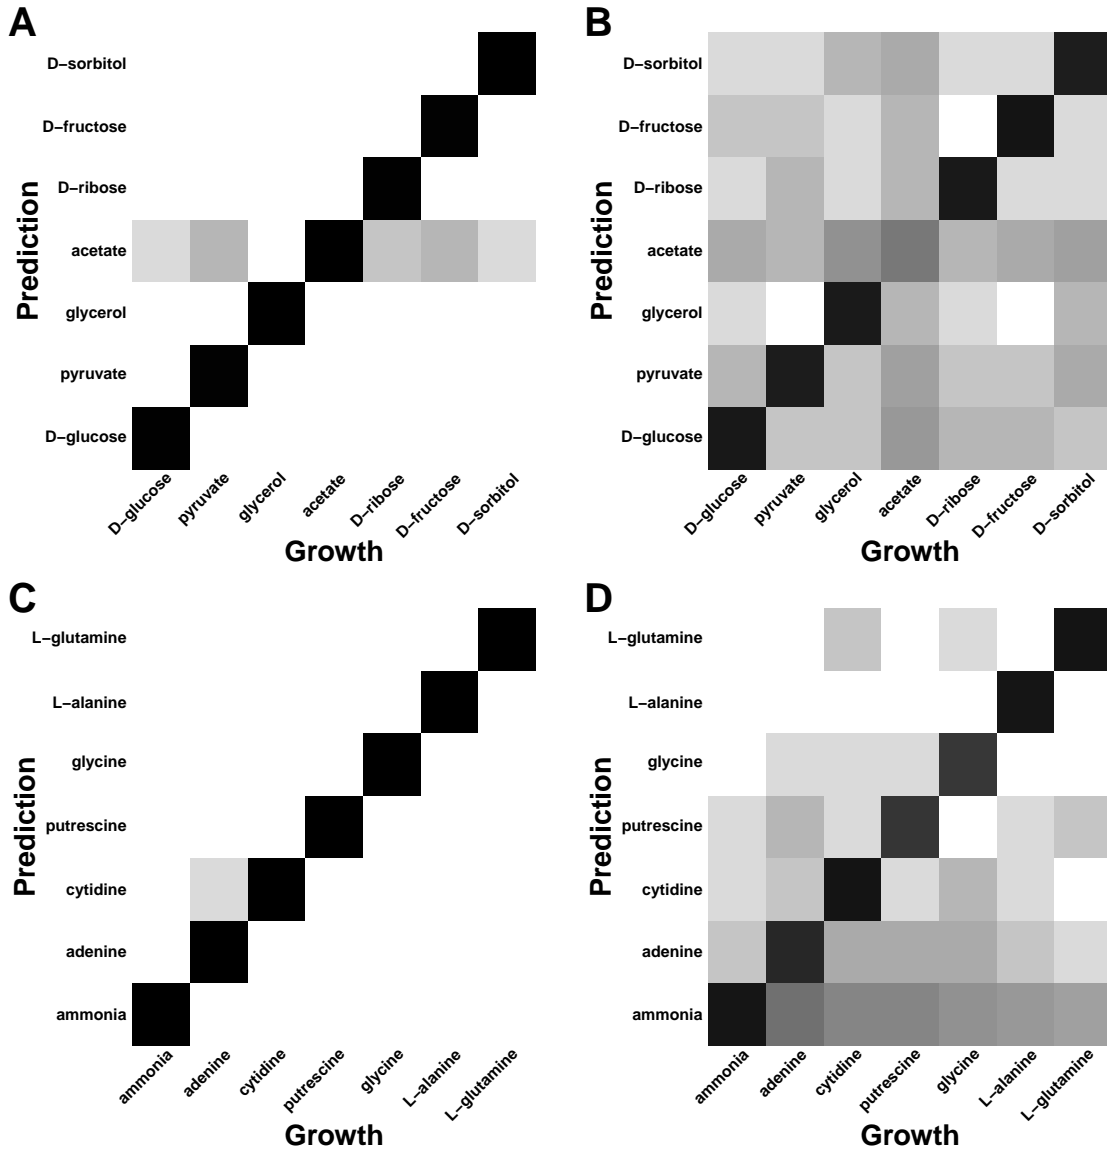 A
Prediction
D−sorbitol
D−fructose
D−ribose
acetate
glycerol
pyruvate
D−glucose
D−glucose
pyruvate
glycerol
acetate
D−ribose
D−fructose
D−sorbitol
Growth
B
Prediction
D−sorbitol
D−fructose
D−ribose
acetate
glycerol
pyruvate
D−glucose
D−glucose
pyruvate
glycerol
acetate
D−ribose
D−fructose
D−sorbitol
Growth
C
Prediction
L−glutamine
L−alanine
glycine
putrescine
cytidine
adenine
ammonia
ammonia
adenine
cytidine
putrescine
glycine
L−alanine
L−glutamine
Growth
D
Prediction
L−glutamine
L−alanine
glycine
putrescine
cytidine
adenine
ammonia
ammonia
adenine
cytidine
putrescine
glycine
L−alanine
L−glutamine
Growth